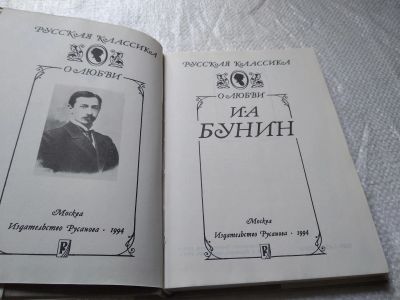 РУССКАЯ КЛАССИКА
О ЛЮБВИ
Москва
Издательство Русанова · 1994
РУССКАЯ КЛАССИКА
О ЛЮБВИ
И·А
БУНИН
Москва
Издательство Русанова · 1994